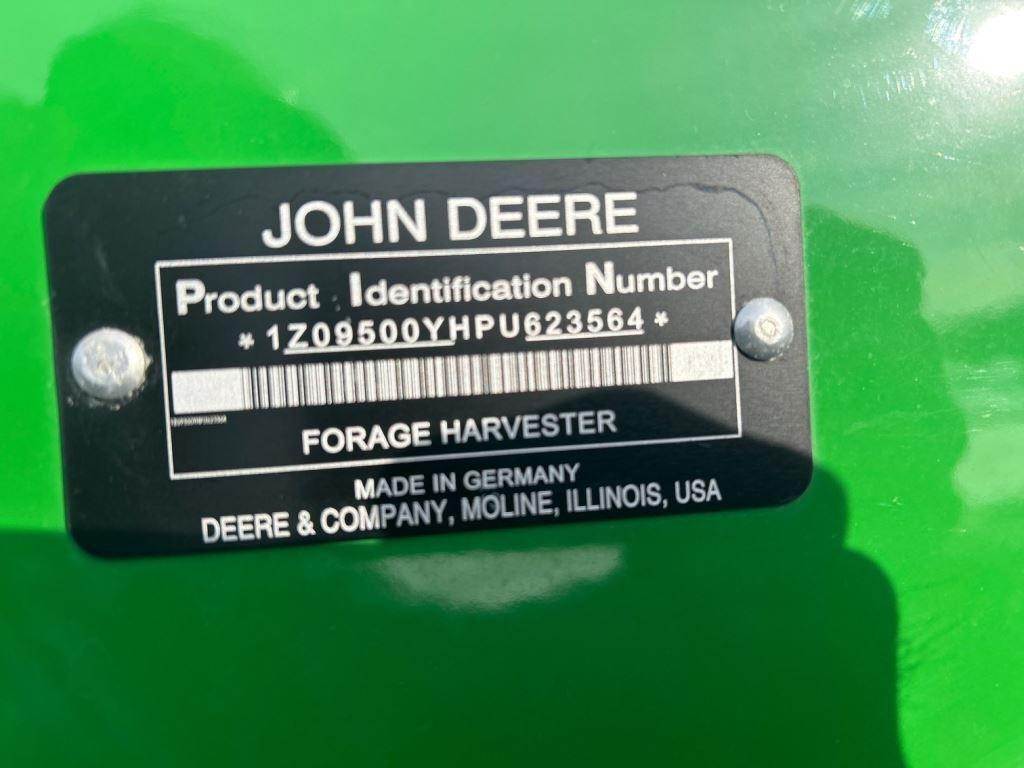 JOHN DEERE
Product Identification Number
* 1Z09500YHPU623564 *
FORAGE HARVESTER
MADE IN GERMANY
DEERE & COMPANY, MOLINE, ILLINOIS, USA